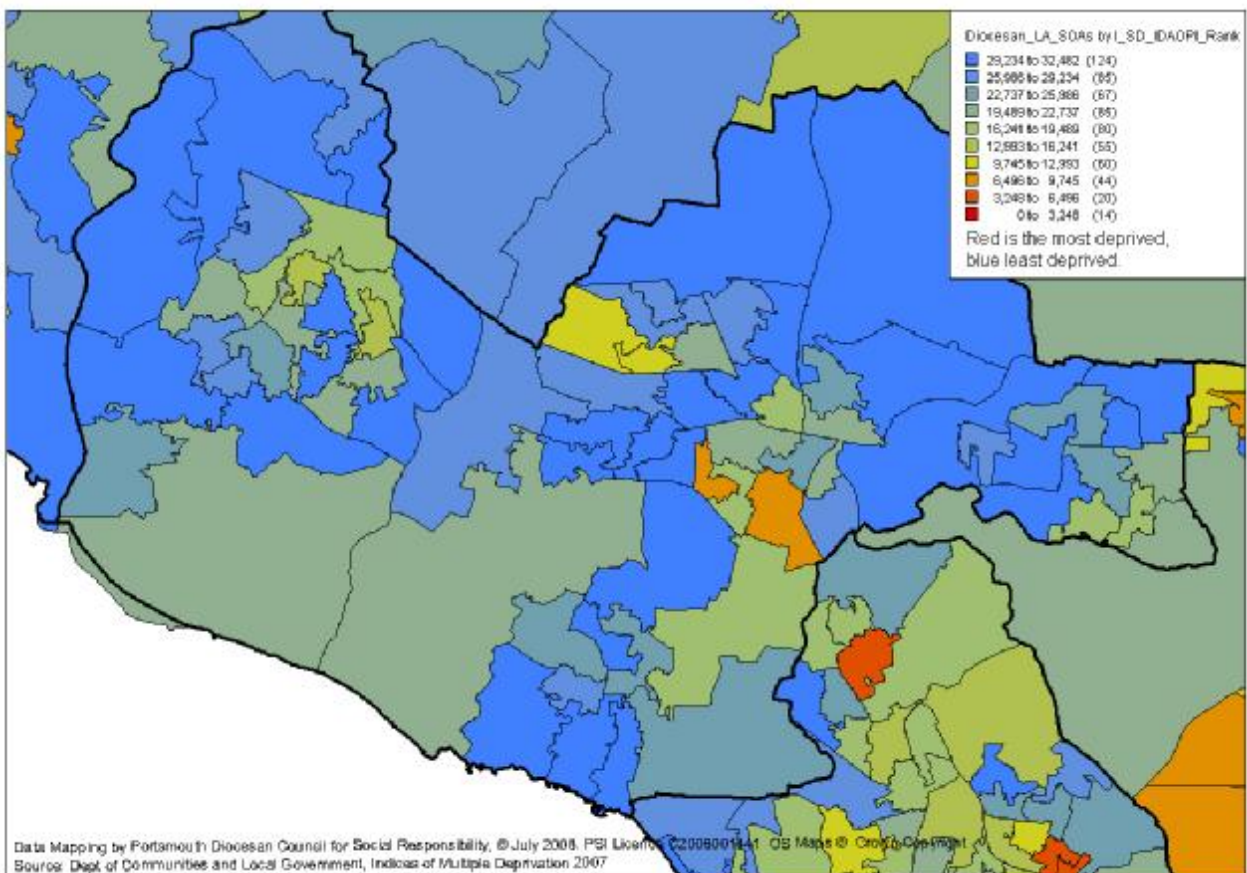 Diocesan_LA_SOAs by I_SD_IDAOPI_Rank
29,234 to 32,482 (124)
25,986 to 29,234 (85)
22,737 to 25,986 (67)
19,489 to 22,737 (85)
16,241 to 19,489 (80)
12,993 to 16,241 (55)
9,745 to 12,993 (60)
6,496 to 9,745 (44)
3,248 to 6,496 (20)
0 to 3,248 (14)
Red is the most deprived,
blue least deprived.
Data Mapping by Portsmouth Diocesan Council for Social Responsibility, © July 2008. PSI Licence C2008001441 OS Maps © Crown Copyright
Source: Dept of Communities and Local Government, Indices of Multiple Deprivation 2007